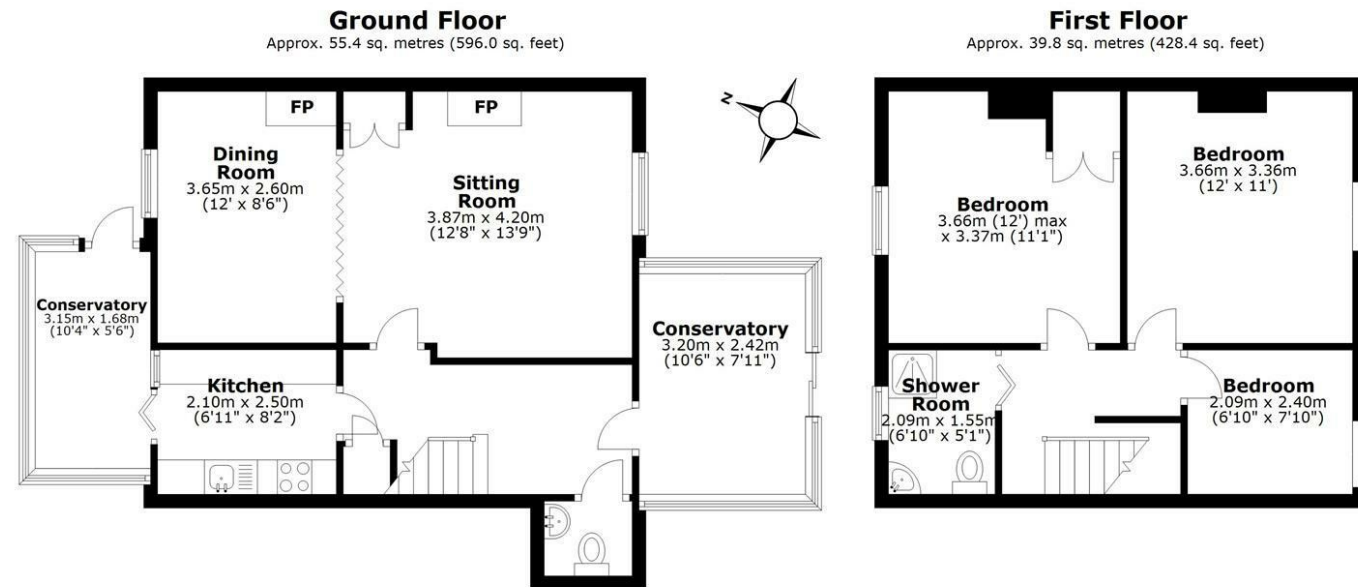 Ground Floor
Approx. 55.4 sq. metres (596.0 sq. feet)
FP
FP
Dining
Room
3.65m x 2.60m
(12' x 8'6")
Sitting
Room
3.87m x 4.20m
(12'8" x 13'9")
Conservatory
3.15m x 1.68m
(10'4" x 5'6")
Conservatory
3.20m x 2.42m
(10'6" x 7'11")
Kitchen
2.10m x 2.50m
(6'11" x 8'2")
N
First Floor
Approx. 39.8 sq. metres (428.4 sq. feet)
Bedroom
3.66m (12') max
x 3.37m (11'1")
Bedroom
3.66m x 3.36m
(12' x 11')
Shower
Room
2.09m x 1.55m
(6'10" x 5'1")
Bedroom
2.09m x 2.40m
(6'10" x 7'10")